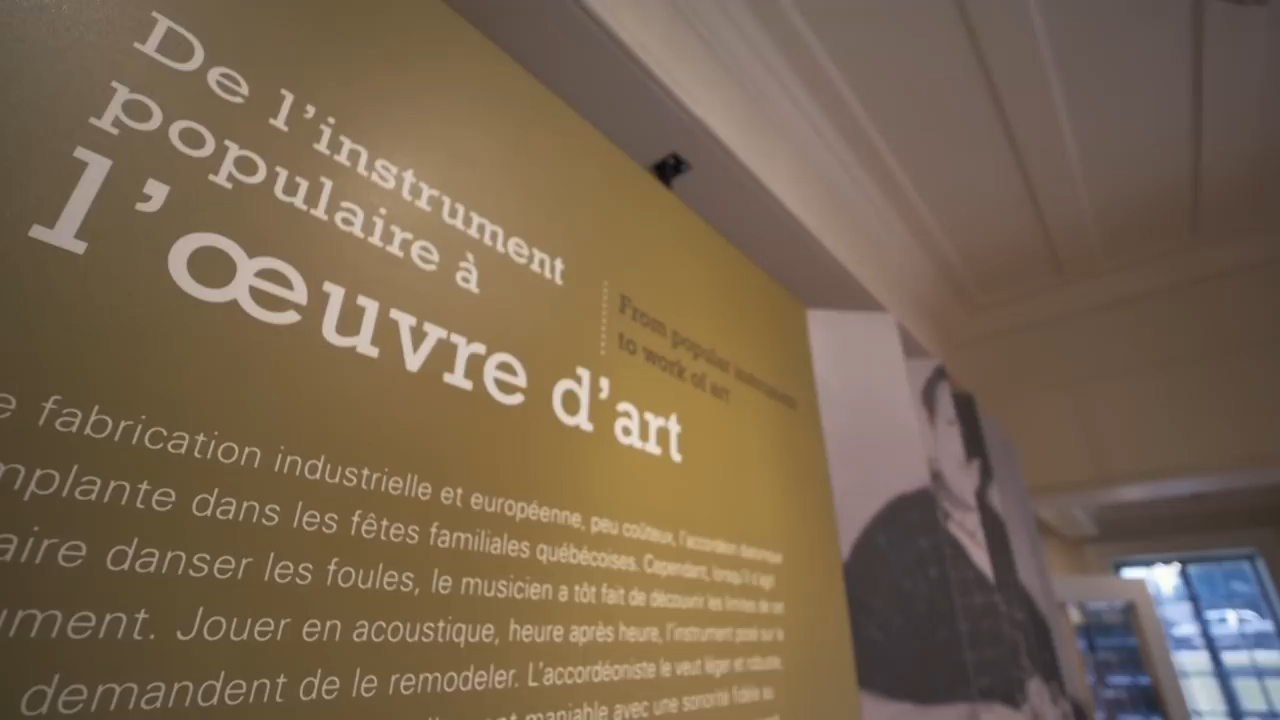 De l'instrument
populaire à
l'œuvre d'art
From popular instrument
to work of art
fabrication industrielle et européenne, peu coûteux, l'accordéon diatonique
mplante dans les fêtes familiales québécoises. Cependant, lorsqu'il s'agit
aire danser les foules, le musicien a tôt fait de découvrir les limites de cet
ument. Jouer en acoustique, heure après heure, l'instrument posé sur la
demandent de le remodeler. L'accordéoniste le veut léger et robuste,
maniable avec une sonorité fidèle au